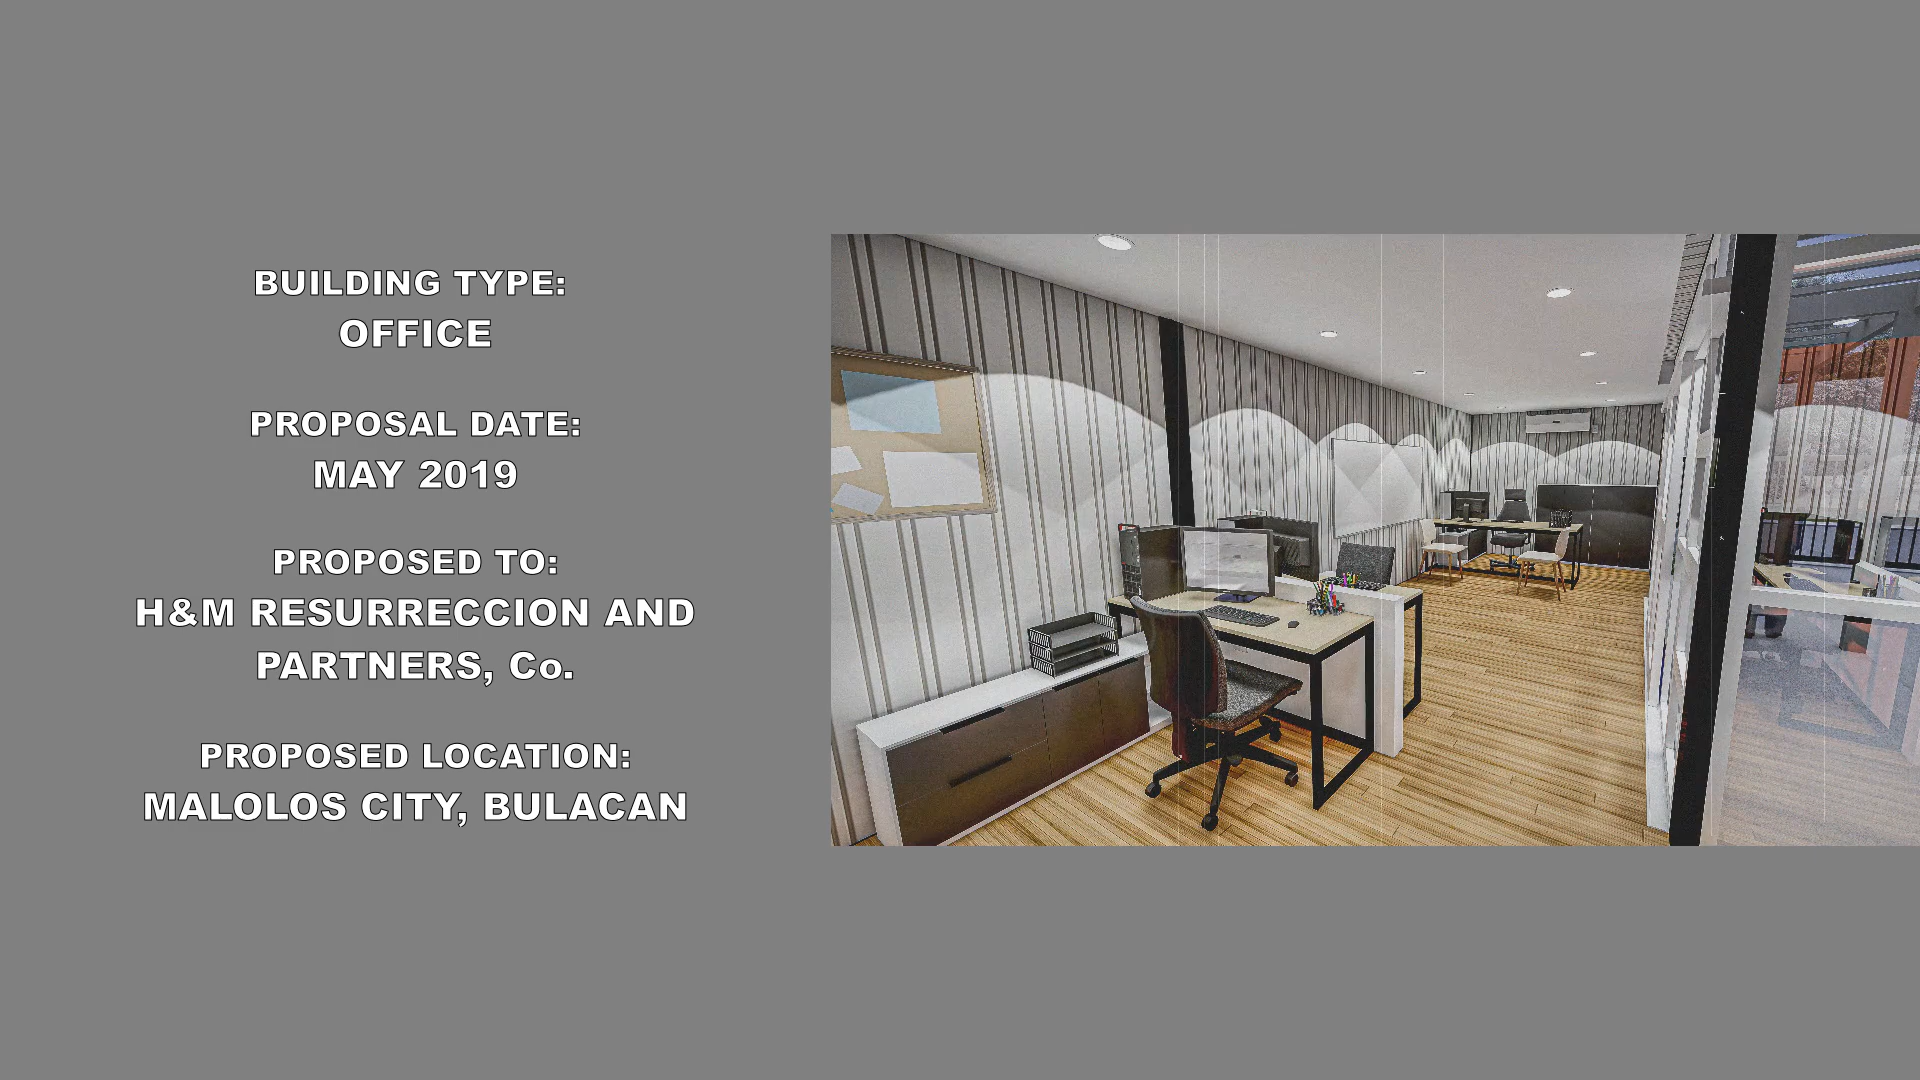 BUILDING TYPE:
OFFICE
PROPOSAL DATE:
MAY 2019
PROPOSED TO:
H&M RESURRECCION AND
PARTNERS, Co.
PROPOSED LOCATION:
MALOLOS CITY, BULACAN